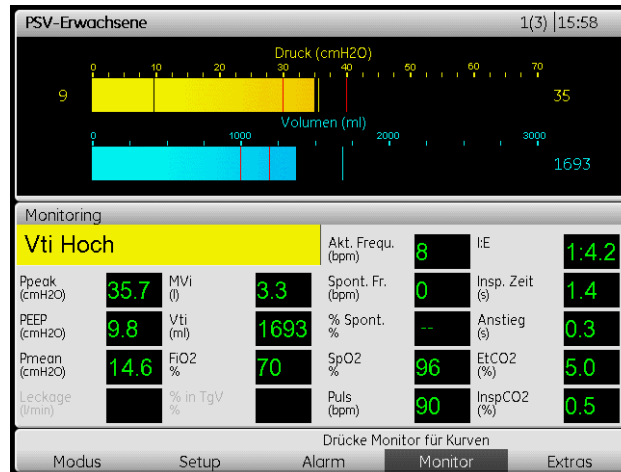 PSV-Erwachsene 1(3) 15:58
Druck (cmH2O)
0 10 20 30 40 50 60 70
9 35
Volumen (ml)
0 1000 2000 3000
1693
Monitoring
Vti Hoch
Akt. Frequ. (bpm) 8
I:E 1:4.2
Ppeak (cmH2O) 35.7
MVi (l) 3.3
Spont. Fr. (bpm) 0
Insp. Zeit (s) 1.4
PEEP (cmH2O) 9.8
Vti (ml) 1693
% Spont. % --
Anstieg (s) 0.3
Pmean (cmH2O) 14.6
FiO2 % 70
SpO2 % 96
EtCO2 (%) 5.0
Leckage (l/min)
% in TgV %
Puls (bpm) 90
InspCO2 (%) 0.5
Drücke Monitor für Kurven
Modus Setup Alarm Monitor Extras